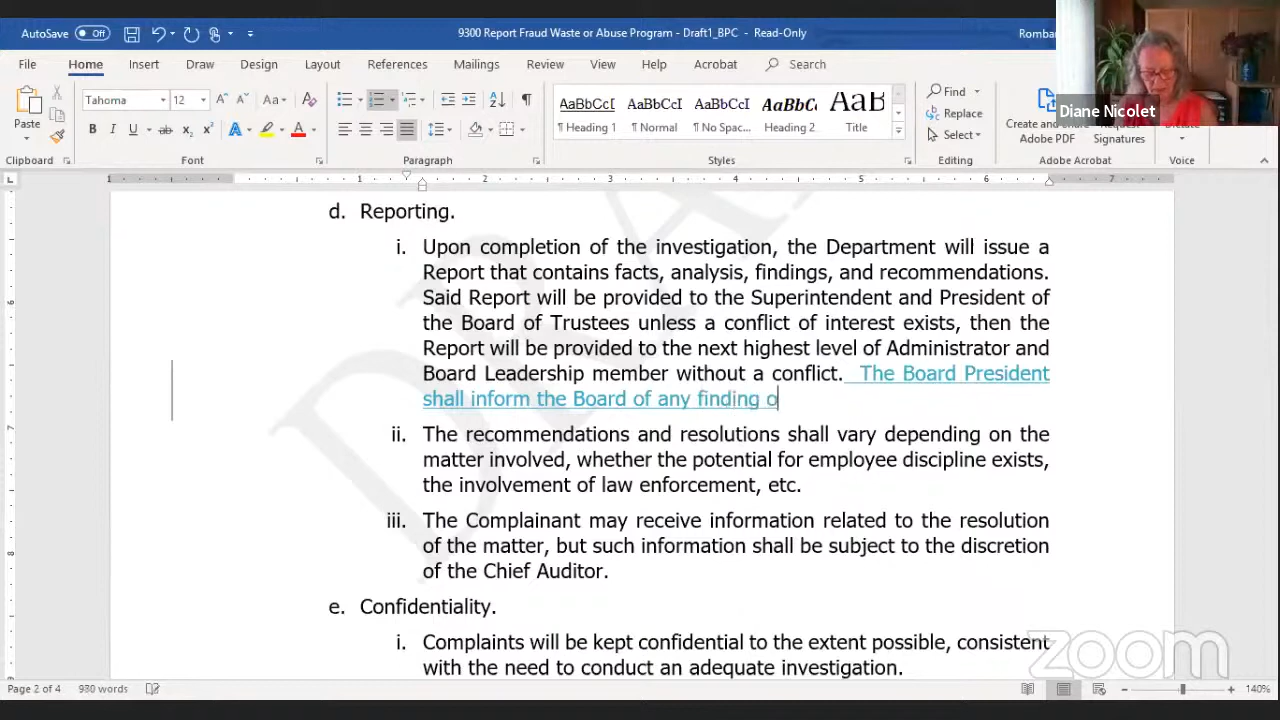 AutoSave Off
9300 Report Fraud Waste or Abuse Program - Draft1_BPC - Read-Only
Romba
File Home Insert Draw Design Layout References Mailings Review View Help Acrobat Search
Diane Nicolet
Paste
Tahoma 12
Clipboard
Font
Paragraph
AaBbCcI AaBbCcI AaBbCcI AaBbCc AaB
¶ Heading 1 ¶ Normal ¶ No Spac... Heading 2 Title
Styles
Find
Replace
Select
Editing
Create and Share Adobe PDF
Request Signatures
Adobe Acrobat
Dictate
Voice
d. Reporting.
i. Upon completion of the investigation, the Department will issue a
Report that contains facts, analysis, findings, and recommendations.
Said Report will be provided to the Superintendent and President of
the Board of Trustees unless a conflict of interest exists, then the
Report will be provided to the next highest level of Administrator and
Board Leadership member without a conflict. The Board President
shall inform the Board of any finding o
ii. The recommendations and resolutions shall vary depending on the
matter involved, whether the potential for employee discipline exists,
the involvement of law enforcement, etc.
iii. The Complainant may receive information related to the resolution
of the matter, but such information shall be subject to the discretion
of the Chief Auditor.
e. Confidentiality.
i. Complaints will be kept confidential to the extent possible, consistent
with the need to conduct an adequate investigation.
zoom
Page 2 of 4 980 words
140%